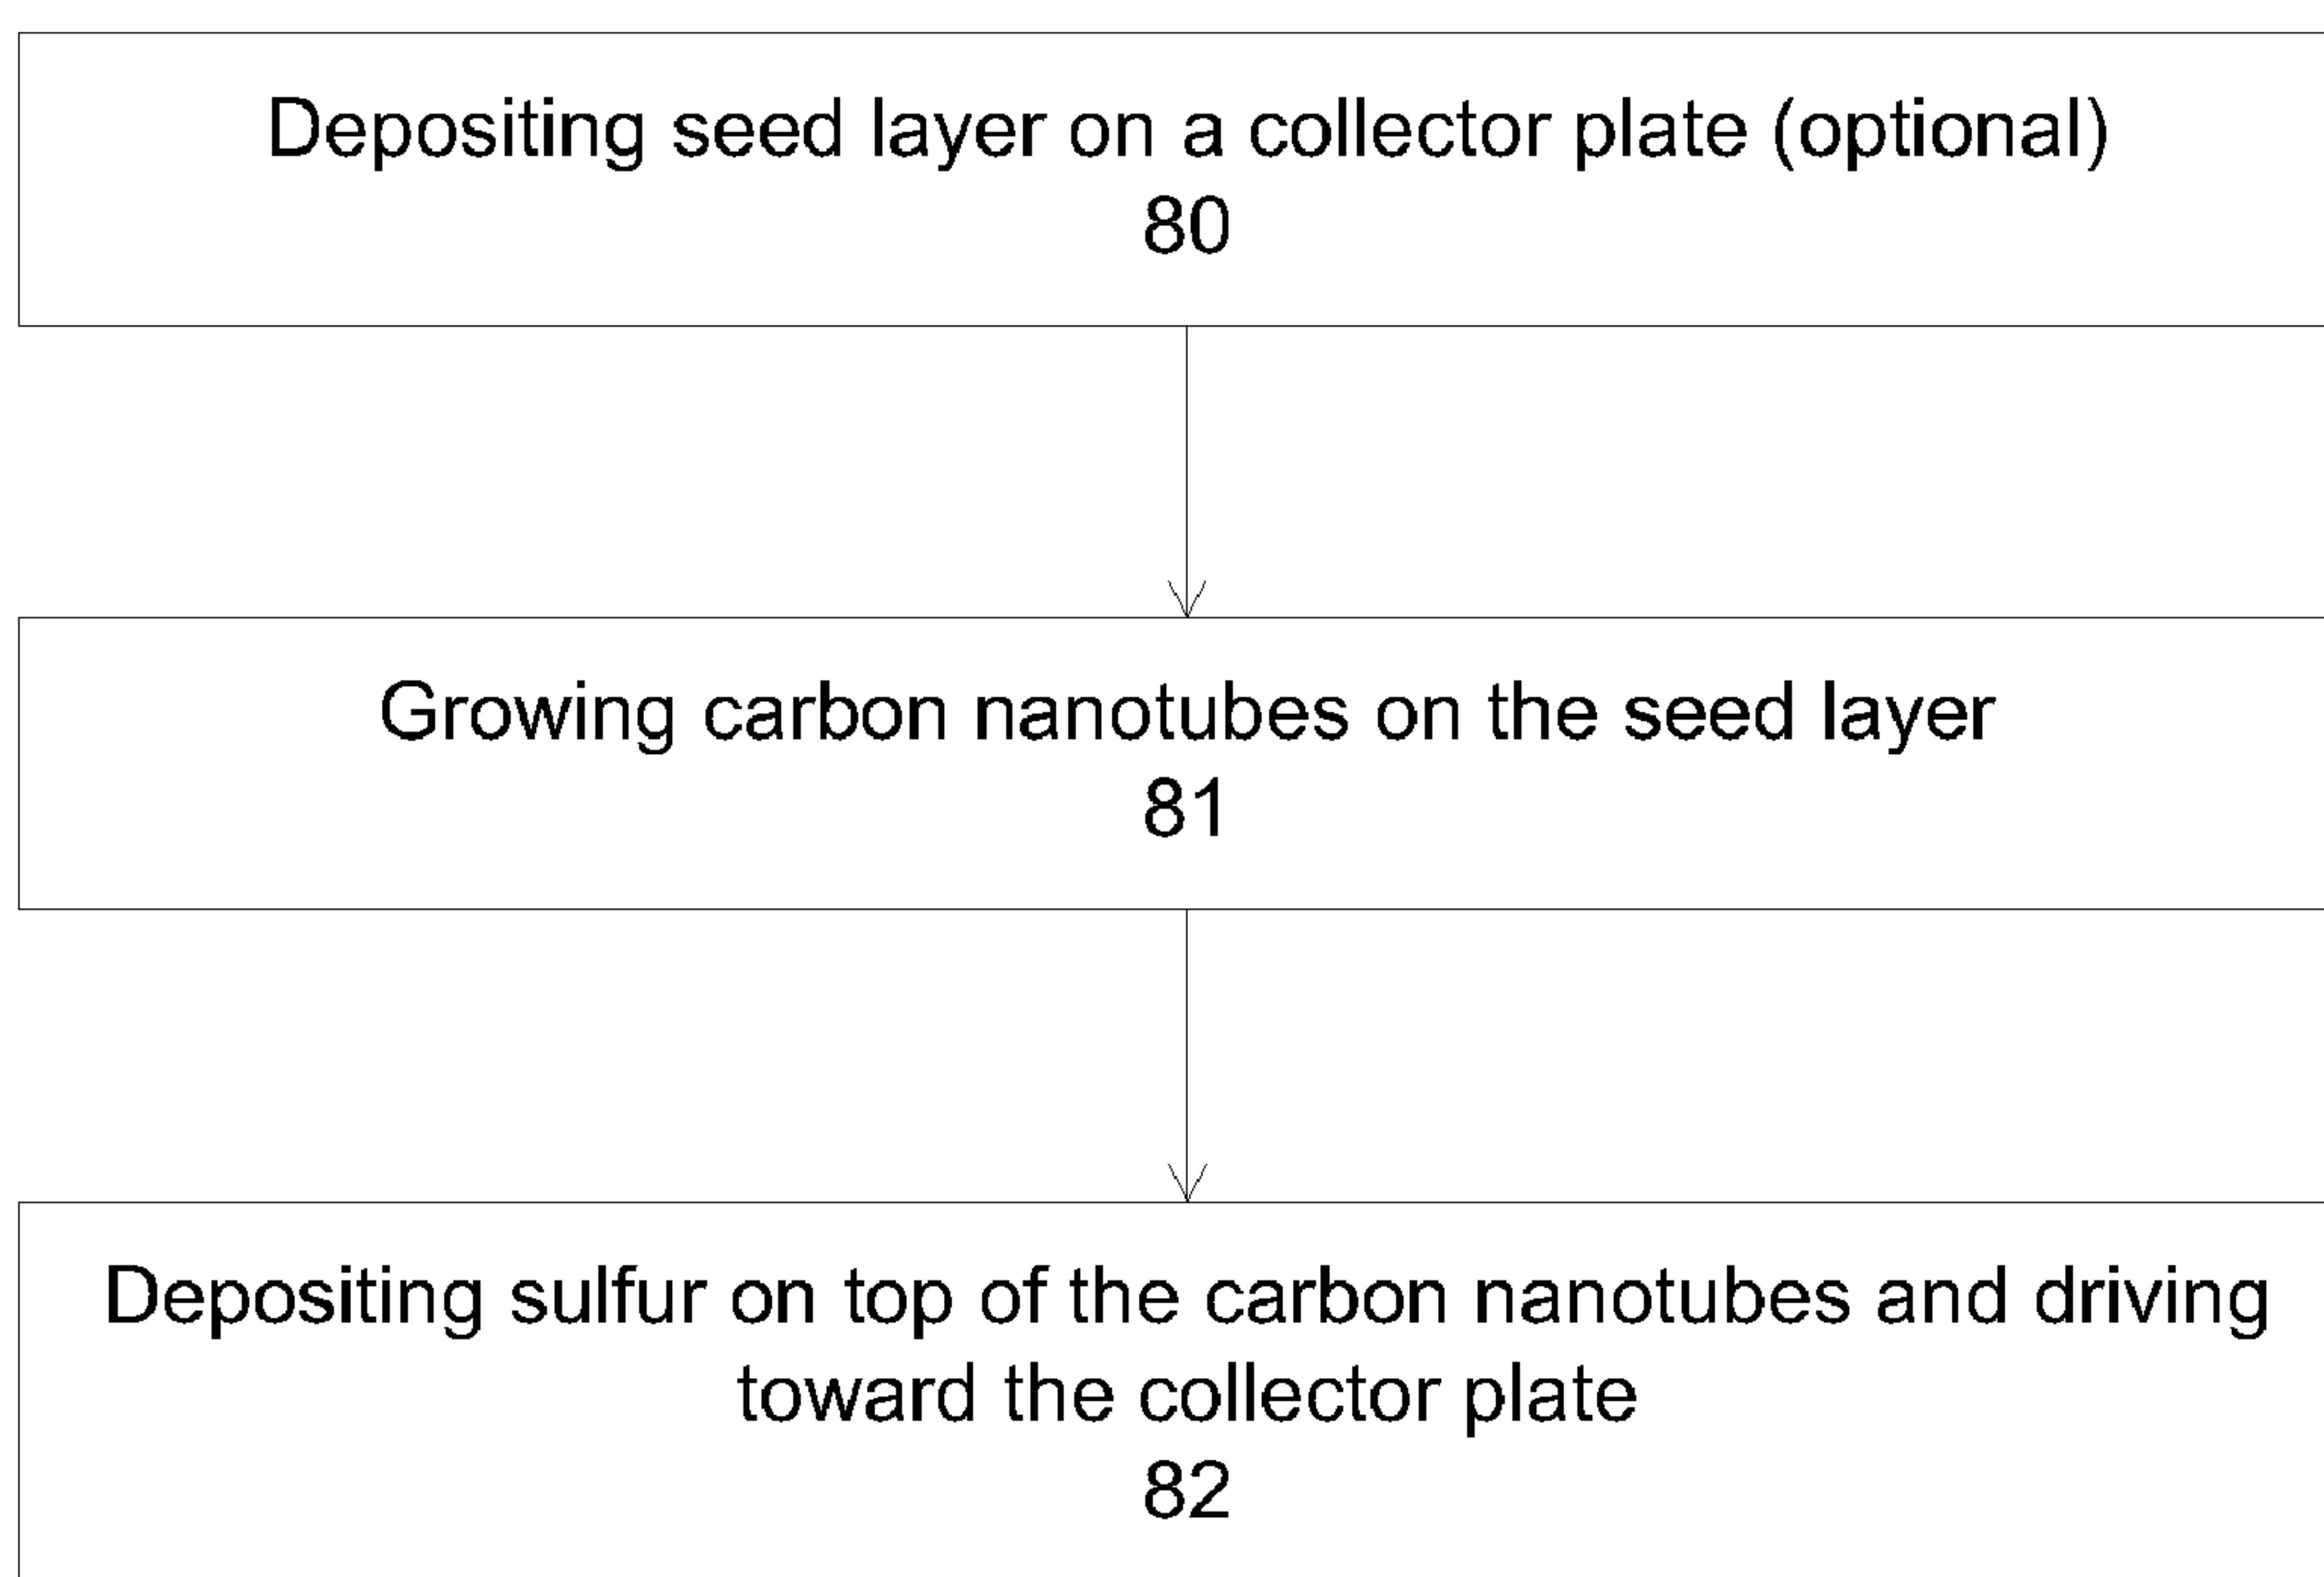 Depositing seed layer on a collector plate (optional)
80
Growing carbon nanotubes on the seed layer
81
Depositing sulfur on top of the carbon nanotubes and driving
toward the collector plate
82